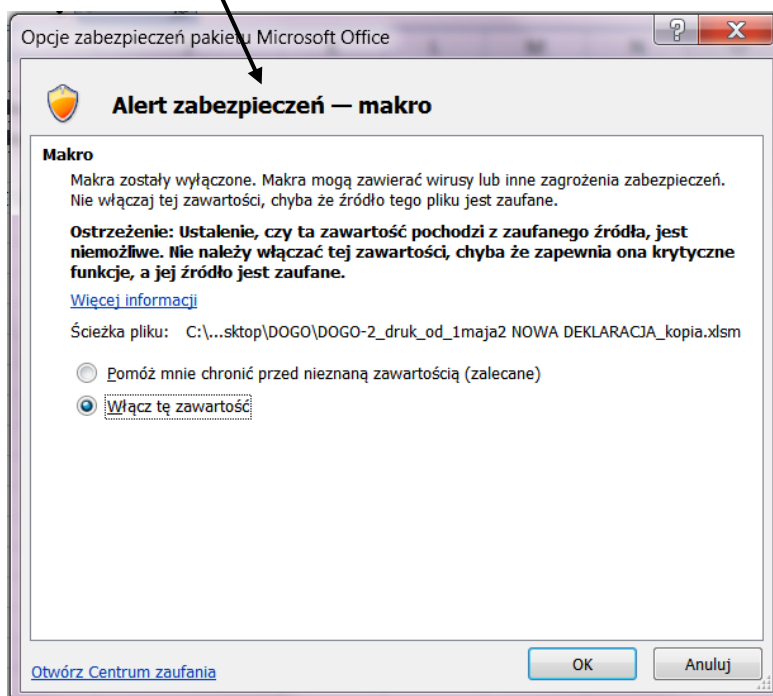 Opcje zabezpieczeń pakietu Microsoft Office
Alert zabezpieczeń — makro
Makro
Makra zostały wyłączone. Makra mogą zawierać wirusy lub inne zagrożenia zabezpieczeń.
Nie włączaj tej zawartości, chyba że źródło tego pliku jest zaufane.
Ostrzeżenie: Ustalenie, czy ta zawartość pochodzi z zaufanego źródła, jest
niemożliwe. Nie należy włączać tej zawartości, chyba że zapewnia ona krytyczne
funkcje, a jej źródło jest zaufane.
Więcej informacji
Ścieżka pliku: C:\...sktop\DOGO\DOGO-2_druk_od_1maja2 NOWA DEKLARACJA_kopia.xlsm
Pomóż mnie chronić przed nieznaną zawartością (zalecane)
Włącz tę zawartość
Otwórz Centrum zaufania
OK
Anuluj